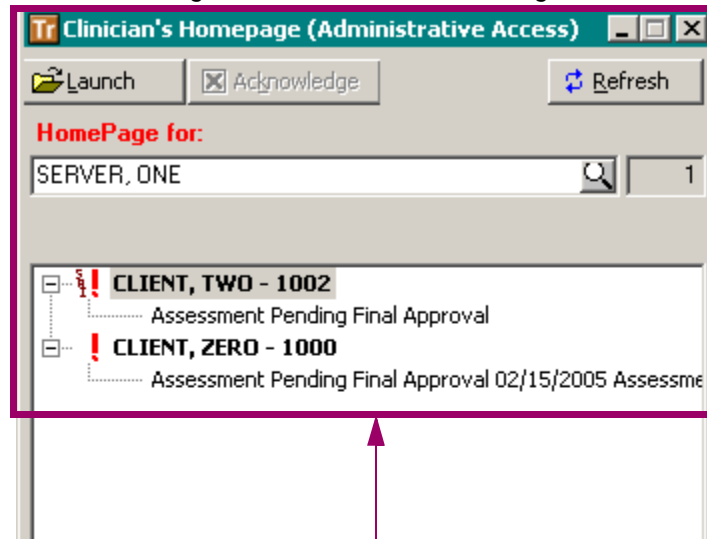 Tr Clinician's Homepage (Administrative Access)
Launch Acknowledge Refresh
HomePage for:
SERVER, ONE 1
CLIENT, TWO - 1002
Assessment Pending Final Approval
CLIENT, ZERO - 1000
Assessment Pending Final Approval 02/15/2005 Assessme